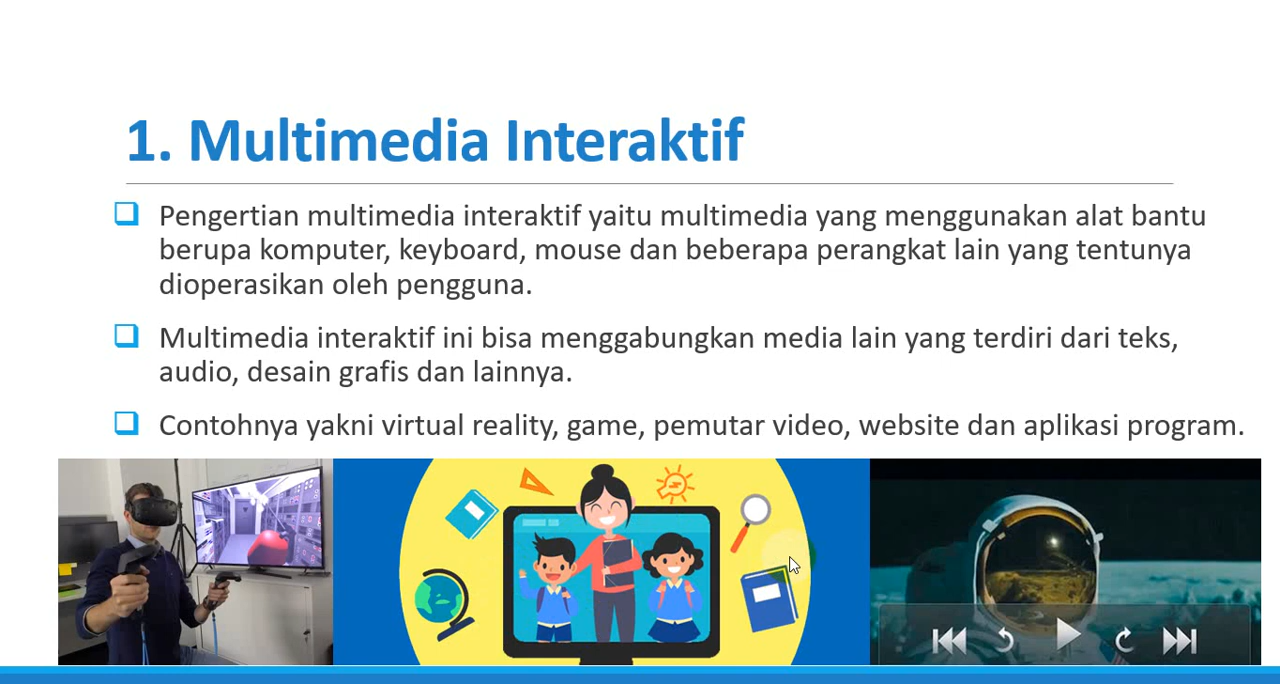 1. Multimedia Interaktif
Pengertian multimedia interaktif yaitu multimedia yang menggunakan alat bantu
berupa komputer, keyboard, mouse dan beberapa perangkat lain yang tentunya
dioperasikan oleh pengguna.
Multimedia interaktif ini bisa menggabungkan media lain yang terdiri dari teks,
audio, desain grafis dan lainnya.
Contohnya yakni virtual reality, game, pemutar video, website dan aplikasi program.